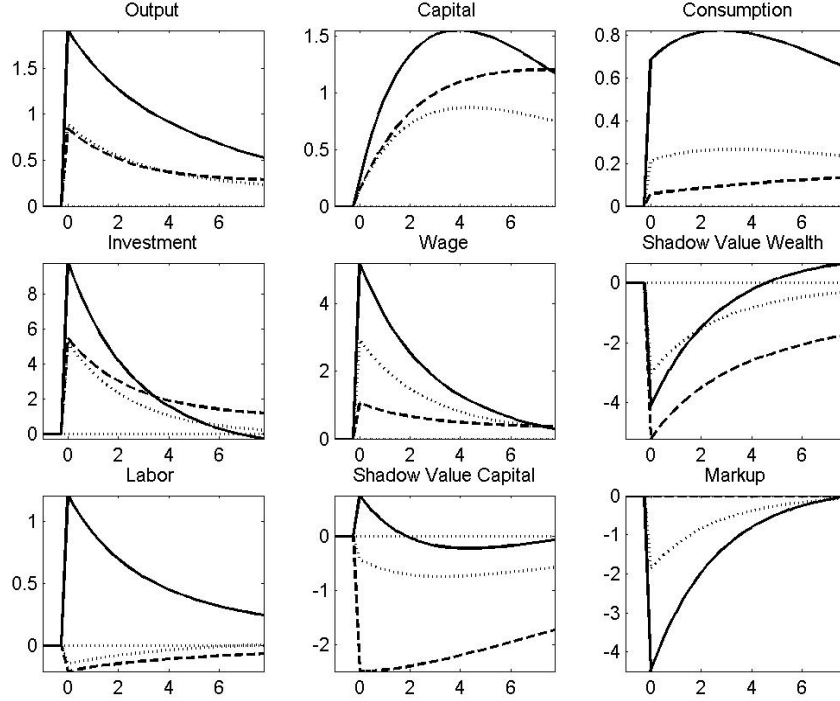 Output
Capital
Consumption
1.5
1
0.5
0
0 2 4 6
1.5
1
0.5
0
0 2 4 6
0.8
0.6
0.4
0.2
0
0 2 4 6
Investment
Wage
Shadow Value Wealth
8
6
4
2
0
0 2 4 6
4
2
0
0 2 4 6
0
-2
-4
0 2 4 6
Labor
Shadow Value Capital
Markup
1
0.5
0
0 2 4 6
0
-1
-2
0 2 4 6
0
-1
-2
-3
-4
0 2 4 6